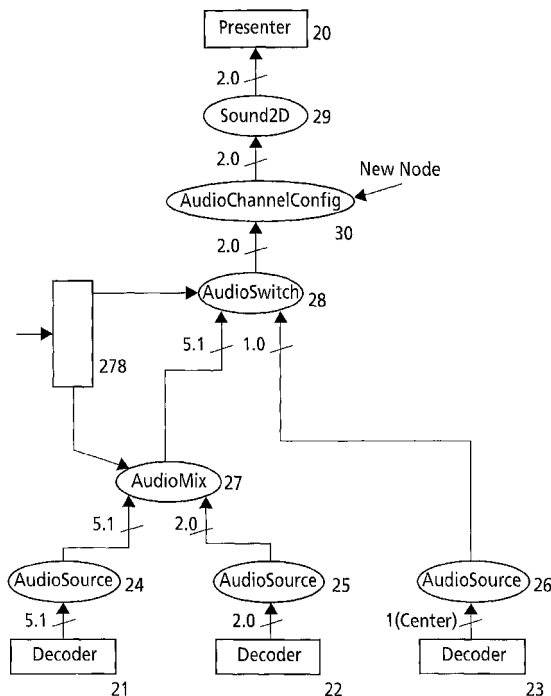 Presenter 20
2.0
Sound2D 29
2.0
New Node
AudioChannelConfig
30
2.0
AudioSwitch 28
278
5.1 1.0
AudioMix 27
5.1 2.0
AudioSource 24 AudioSource 25 AudioSource 26
5.1 2.0 1(Center)
Decoder Decoder Decoder
21 22 23